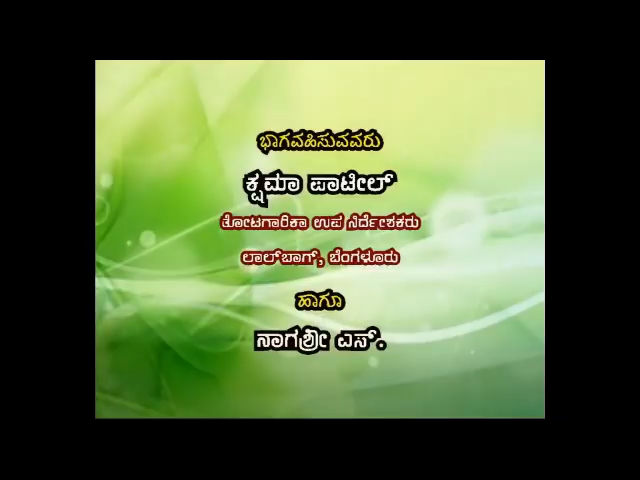 ಭಾಗವಹಿಸುವವರು
ಕ್ಷಮಾ ಪಾಟೀಲ್
ತೋಟಗಾರಿಕಾ ಉಪ ನಿರ್ದೇಶಕರು
ಲಾಲ್‌ಬಾಗ್, ಬೆಂಗಳೂರು
ಹಾಗೂ
ನಾಗಶ್ರೀ ಎಸ್.